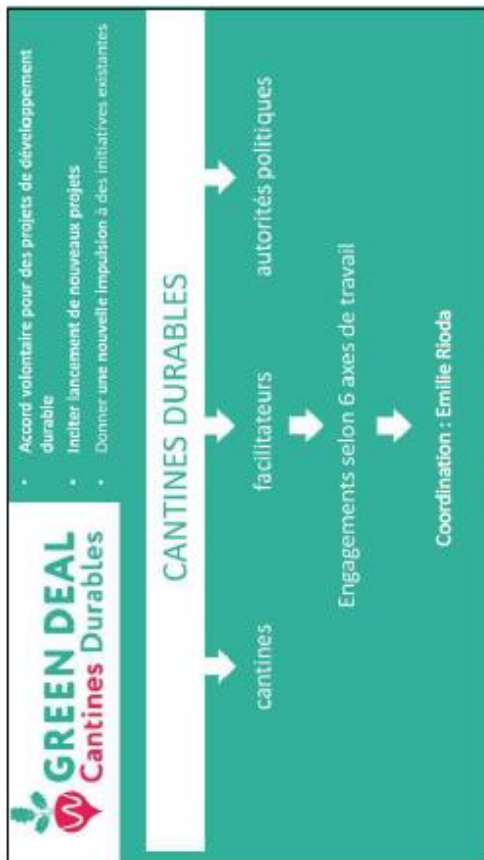 GREEN DEAL
Cantines Durables
• Accord volontaire pour des projets de développement
durable
• Inciter lancement de nouveaux projets
• Donner une nouvelle impulsion à des initiatives existantes
CANTINES DURABLES
cantines
facilitateurs
autorités politiques
Engagements selon 6 axes de travail
Coordination : Emilie Rioda